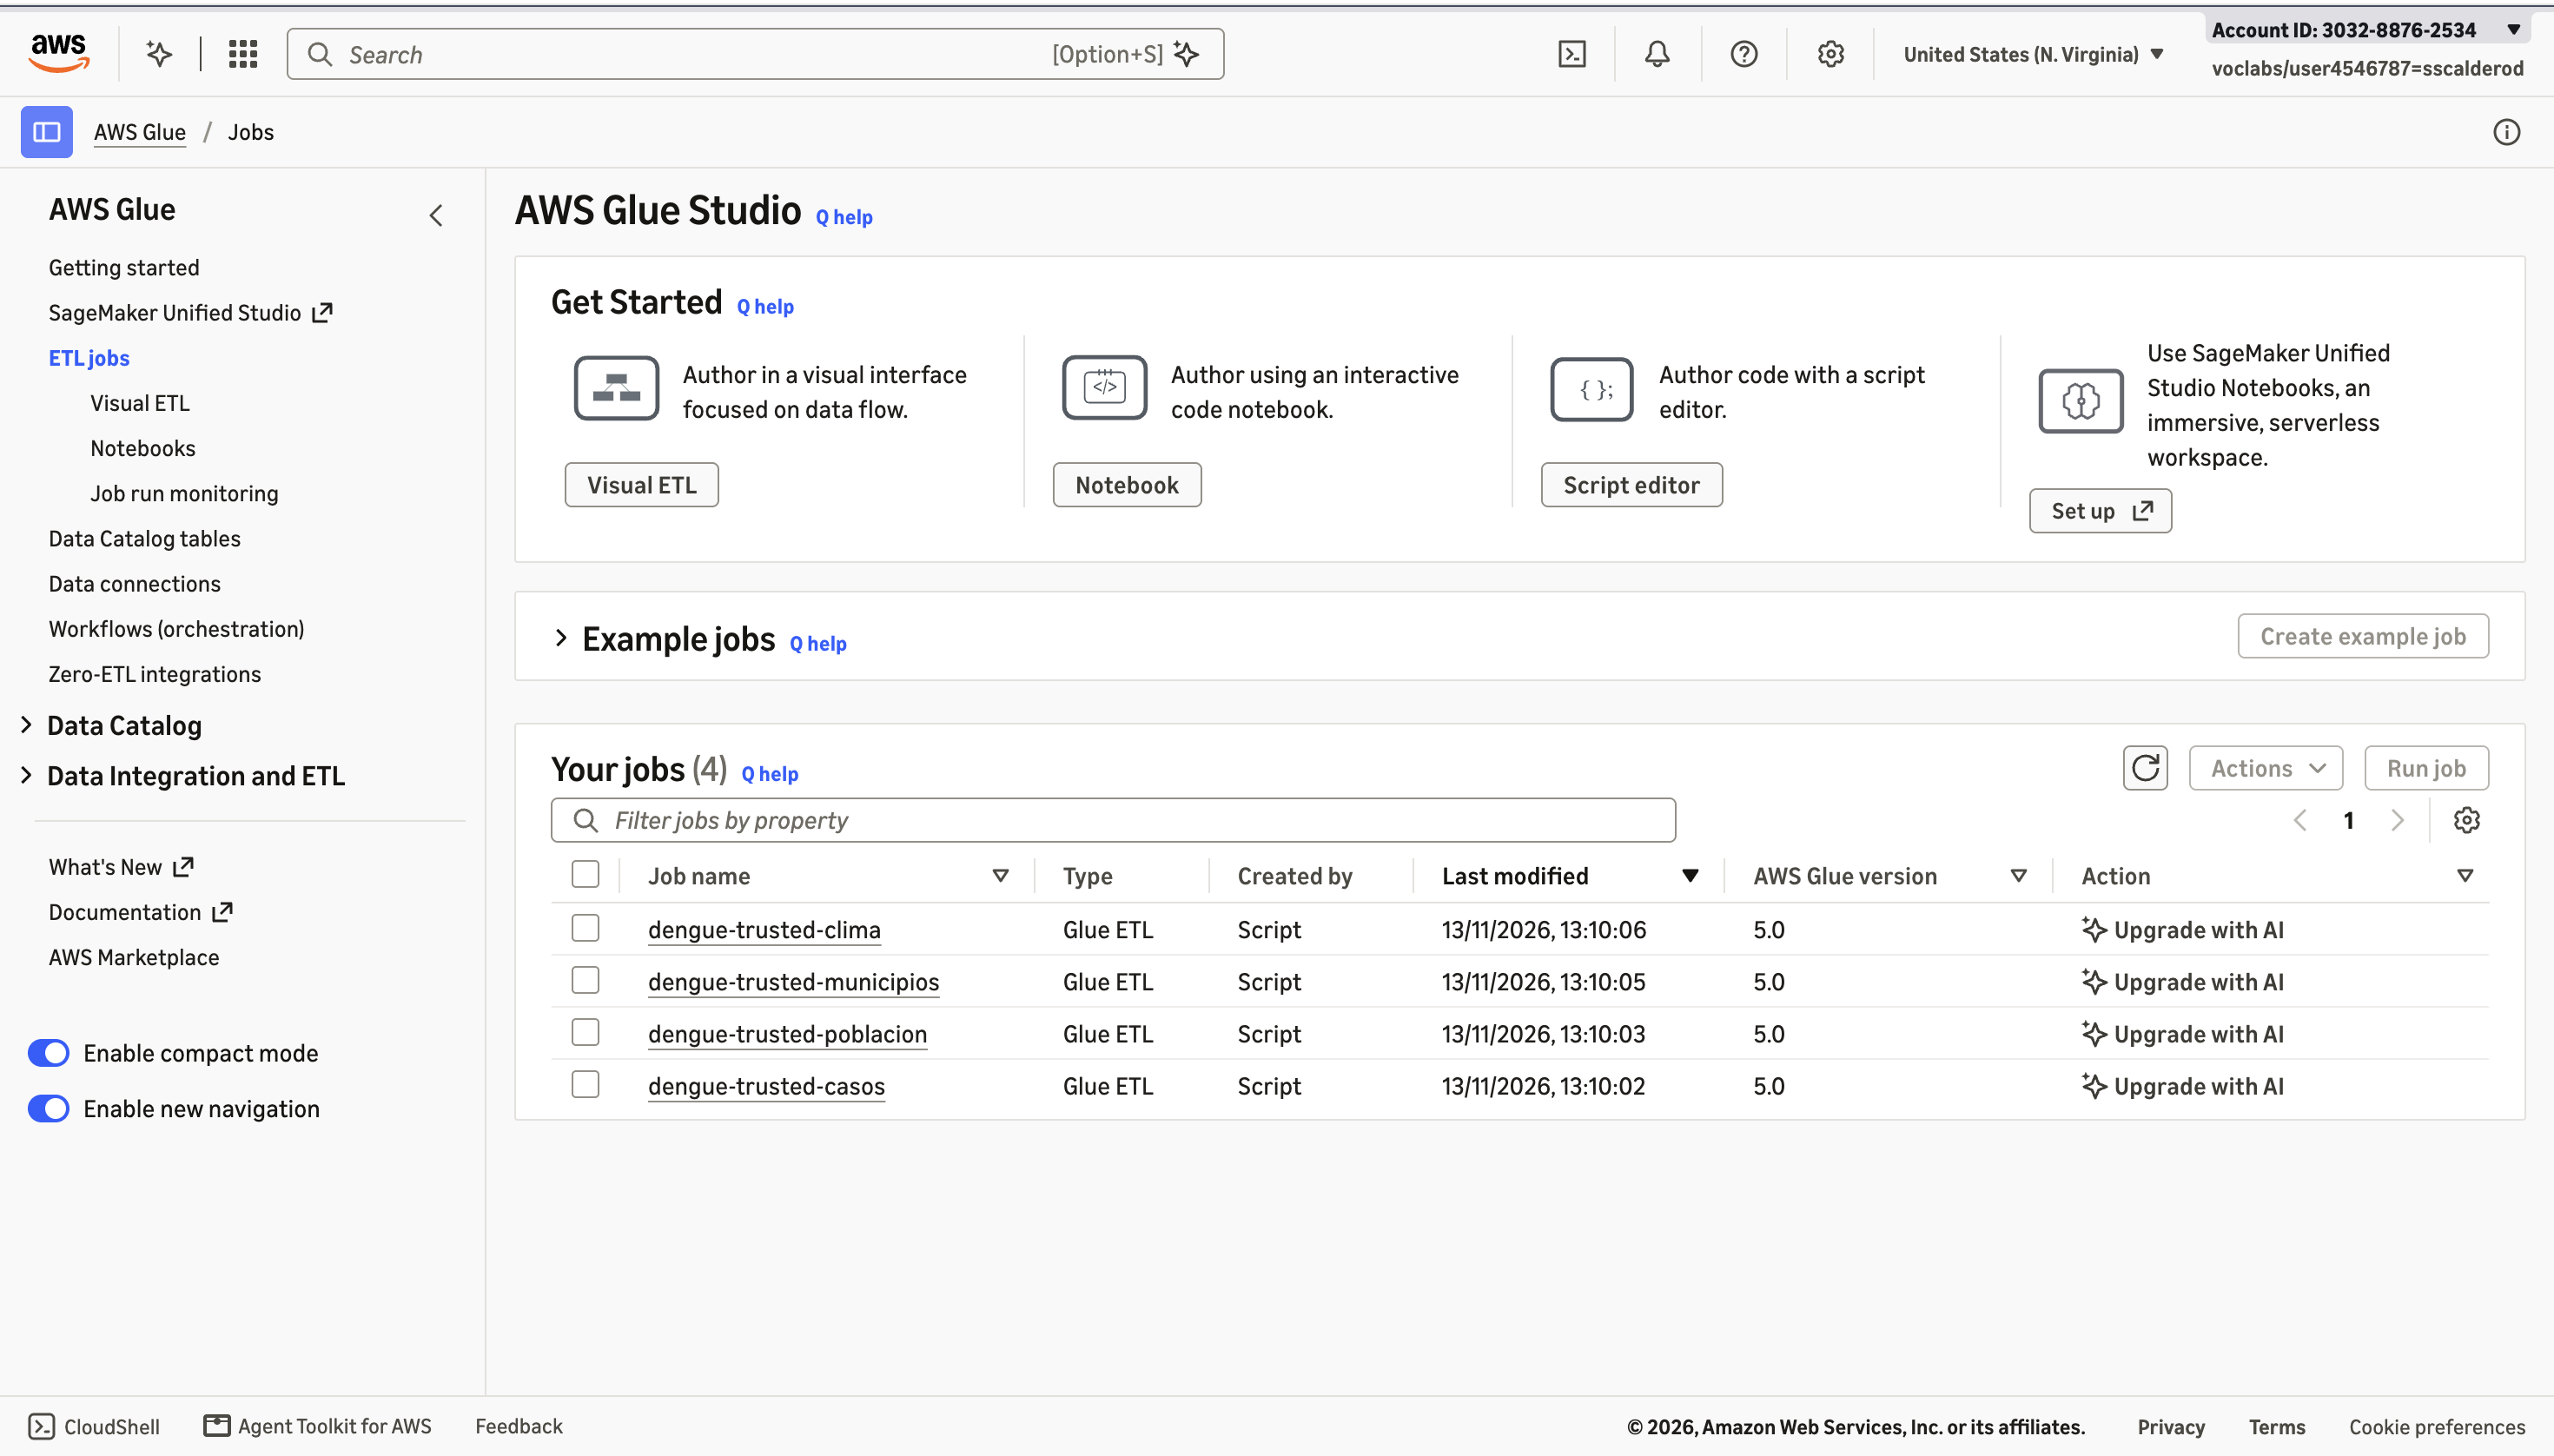 aws
Search [Option+S]
United States (N. Virginia)
Account ID: 3032-8876-2534
voclabs/user4546787=sscalderod
AWS Glue / Jobs
AWS Glue
Getting started
SageMaker Unified Studio
ETL jobs
Visual ETL
Notebooks
Job run monitoring
Data Catalog tables
Data connections
Workflows (orchestration)
Zero-ETL integrations
Data Catalog
Data Integration and ETL
What's New
Documentation
AWS Marketplace
Enable compact mode
Enable new navigation
AWS Glue Studio Q help
Get Started Q help
Author in a visual interface
focused on data flow.
Visual ETL
Author using an interactive
code notebook.
Notebook
Author code with a script
editor.
Script editor
Use SageMaker Unified
Studio Notebooks, an
immersive, serverless
workspace.
Set up
Example jobs Q help
Create example job
Your jobs (4) Q help
Actions
Run job
Filter jobs by property
1
Job name Type Created by Last modified AWS Glue version Action
dengue-trusted-clima Glue ETL Script 13/11/2026, 13:10:06 5.0 Upgrade with AI
dengue-trusted-municipios Glue ETL Script 13/11/2026, 13:10:05 5.0 Upgrade with AI
dengue-trusted-poblacion Glue ETL Script 13/11/2026, 13:10:03 5.0 Upgrade with AI
dengue-trusted-casos Glue ETL Script 13/11/2026, 13:10:02 5.0 Upgrade with AI
CloudShell Agent Toolkit for AWS Feedback © 2026, Amazon Web Services, Inc. or its affiliates. Privacy Terms Cookie preferences